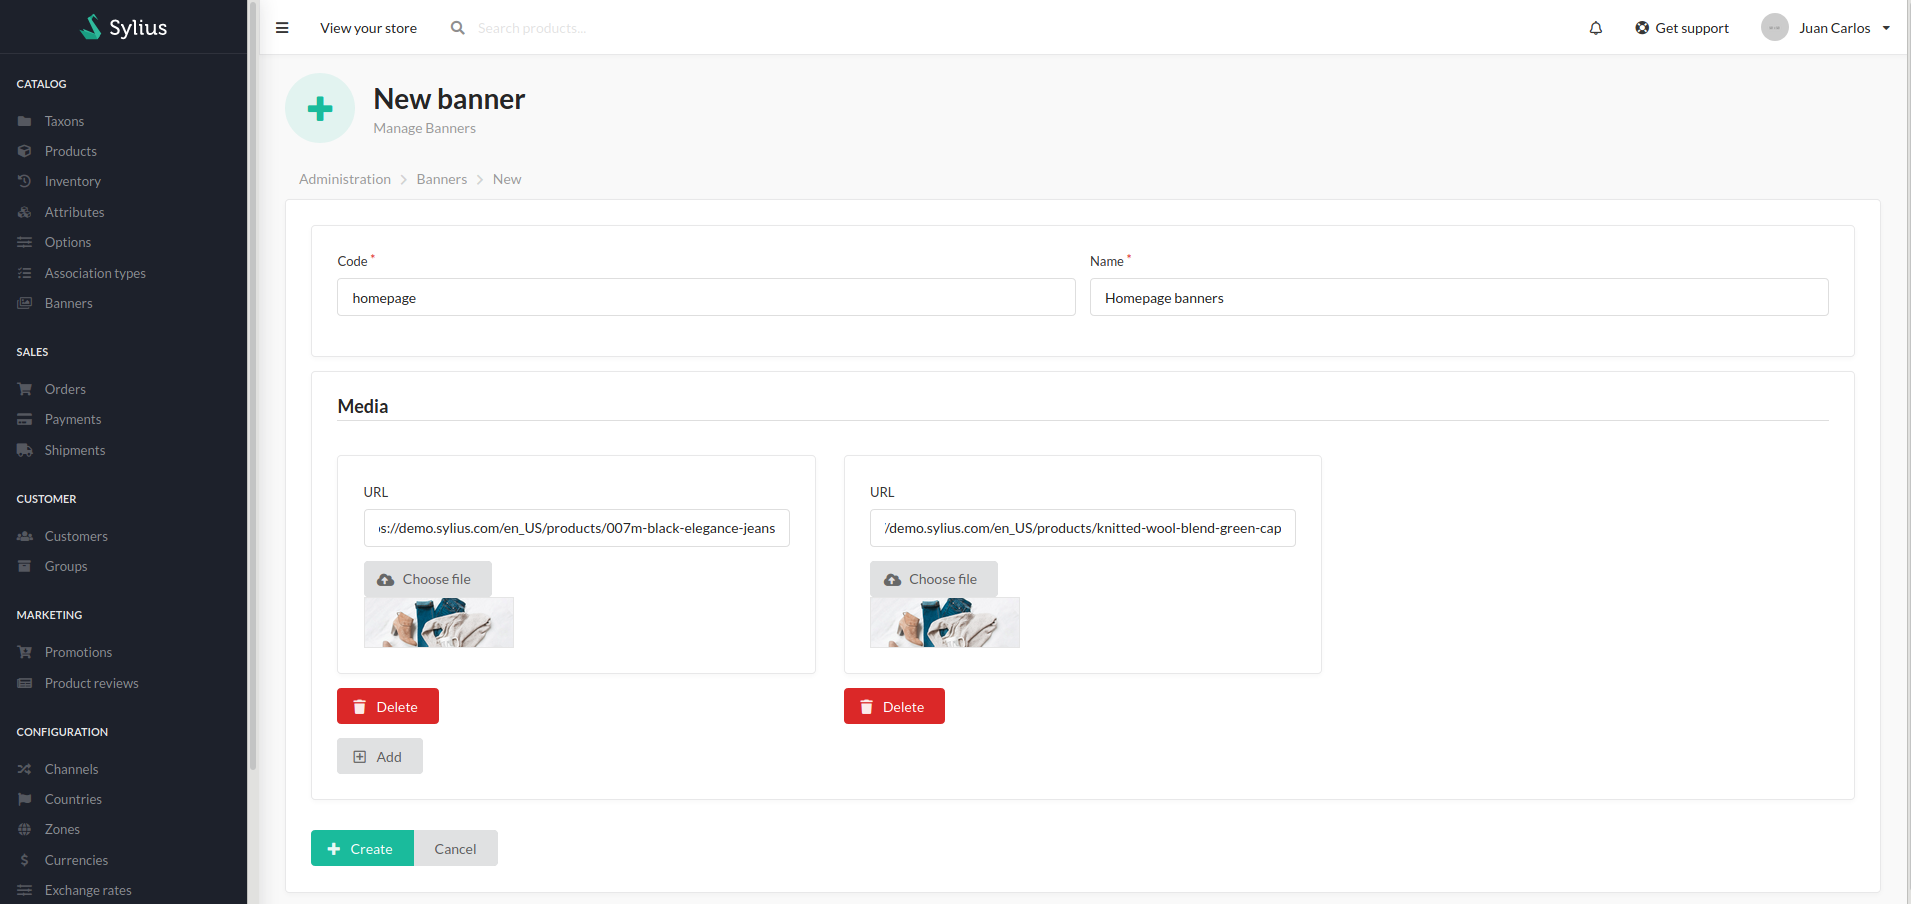 Sylius
View your store
Search products...
Get support
Juan Carlos
CATALOG
Taxons
Products
Inventory
Attributes
Options
Association types
Banners
SALES
Orders
Payments
Shipments
CUSTOMER
Customers
Groups
MARKETING
Promotions
Product reviews
CONFIGURATION
Channels
Countries
Zones
Currencies
Exchange rates
New banner
Manage Banners
Administration > Banners > New
Code *
homepage
Name *
Homepage banners
Media
URL
s://demo.sylius.com/en_US/products/007m-black-elegance-jeans
Choose file
Delete
URL
/demo.sylius.com/en_US/products/knitted-wool-blend-green-cap
Choose file
Delete
Add
Create
Cancel